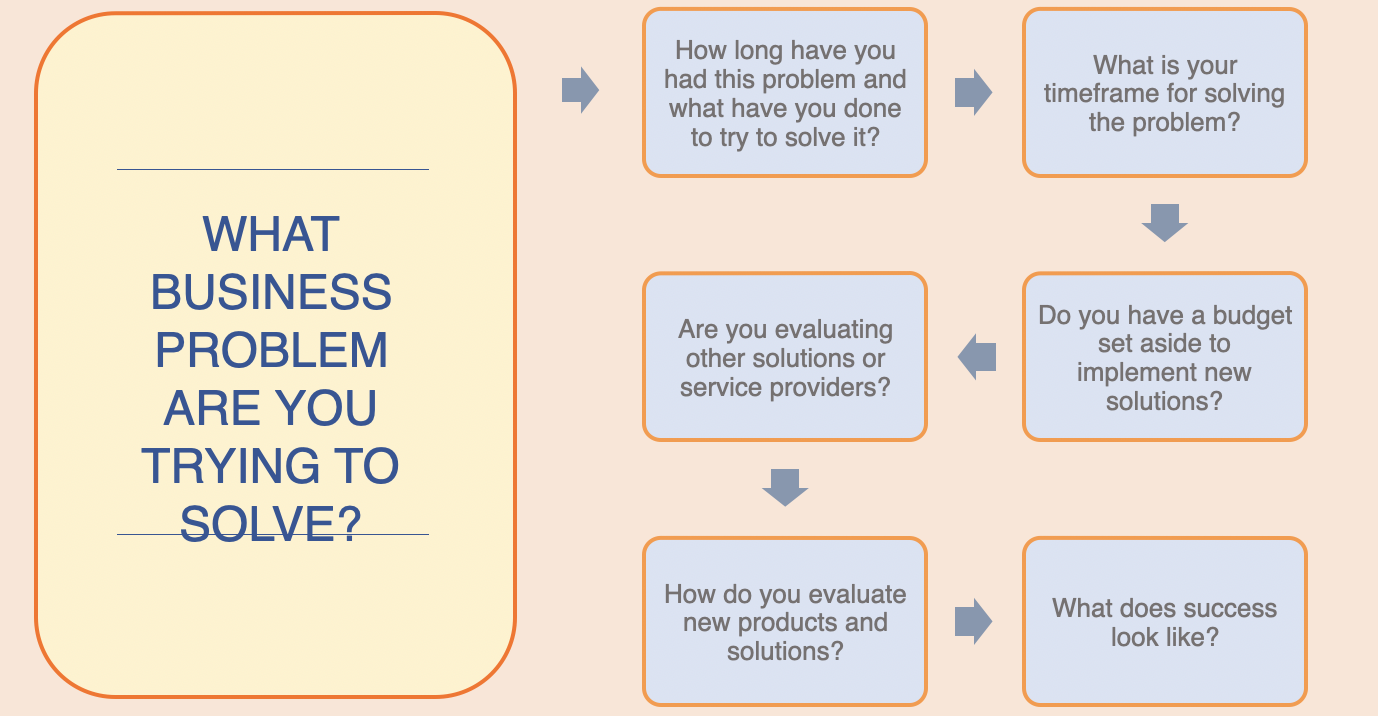 WHAT
BUSINESS
PROBLEM
ARE YOU
TRYING TO
SOLVE?
How long have you
had this problem and
what have you done
to try to solve it?
What is your
timeframe for solving
the problem?
Do you have a budget
set aside to
implement new
solutions?
Are you evaluating
other solutions or
service providers?
How do you evaluate
new products and
solutions?
What does success
look like?